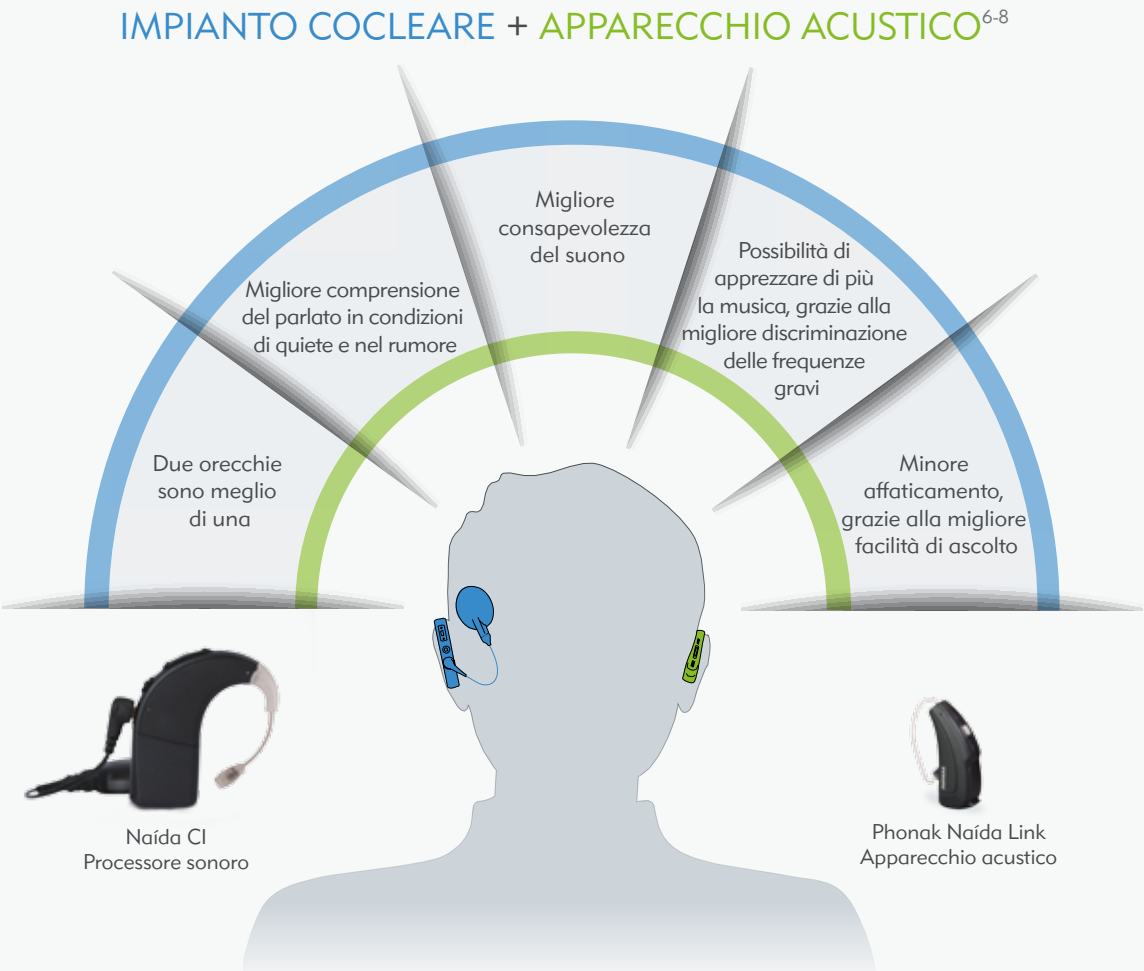 IMPIANTO COCLEARE + APPARECCHIO ACUSTICO6-8
Due orecchie
sono meglio
di una
Migliore comprensione
del parlato in condizioni
di quiete e nel rumore
Migliore
consapevolezza
del suono
Possibilità di
apprezzare di più
la musica, grazie alla
migliore discriminazione
delle frequenze
gravi
Minore
affaticamento,
grazie alla migliore
facilità di ascolto
Naída CI
Processore sonoro
Phonak Naída Link
Apparecchio acustico